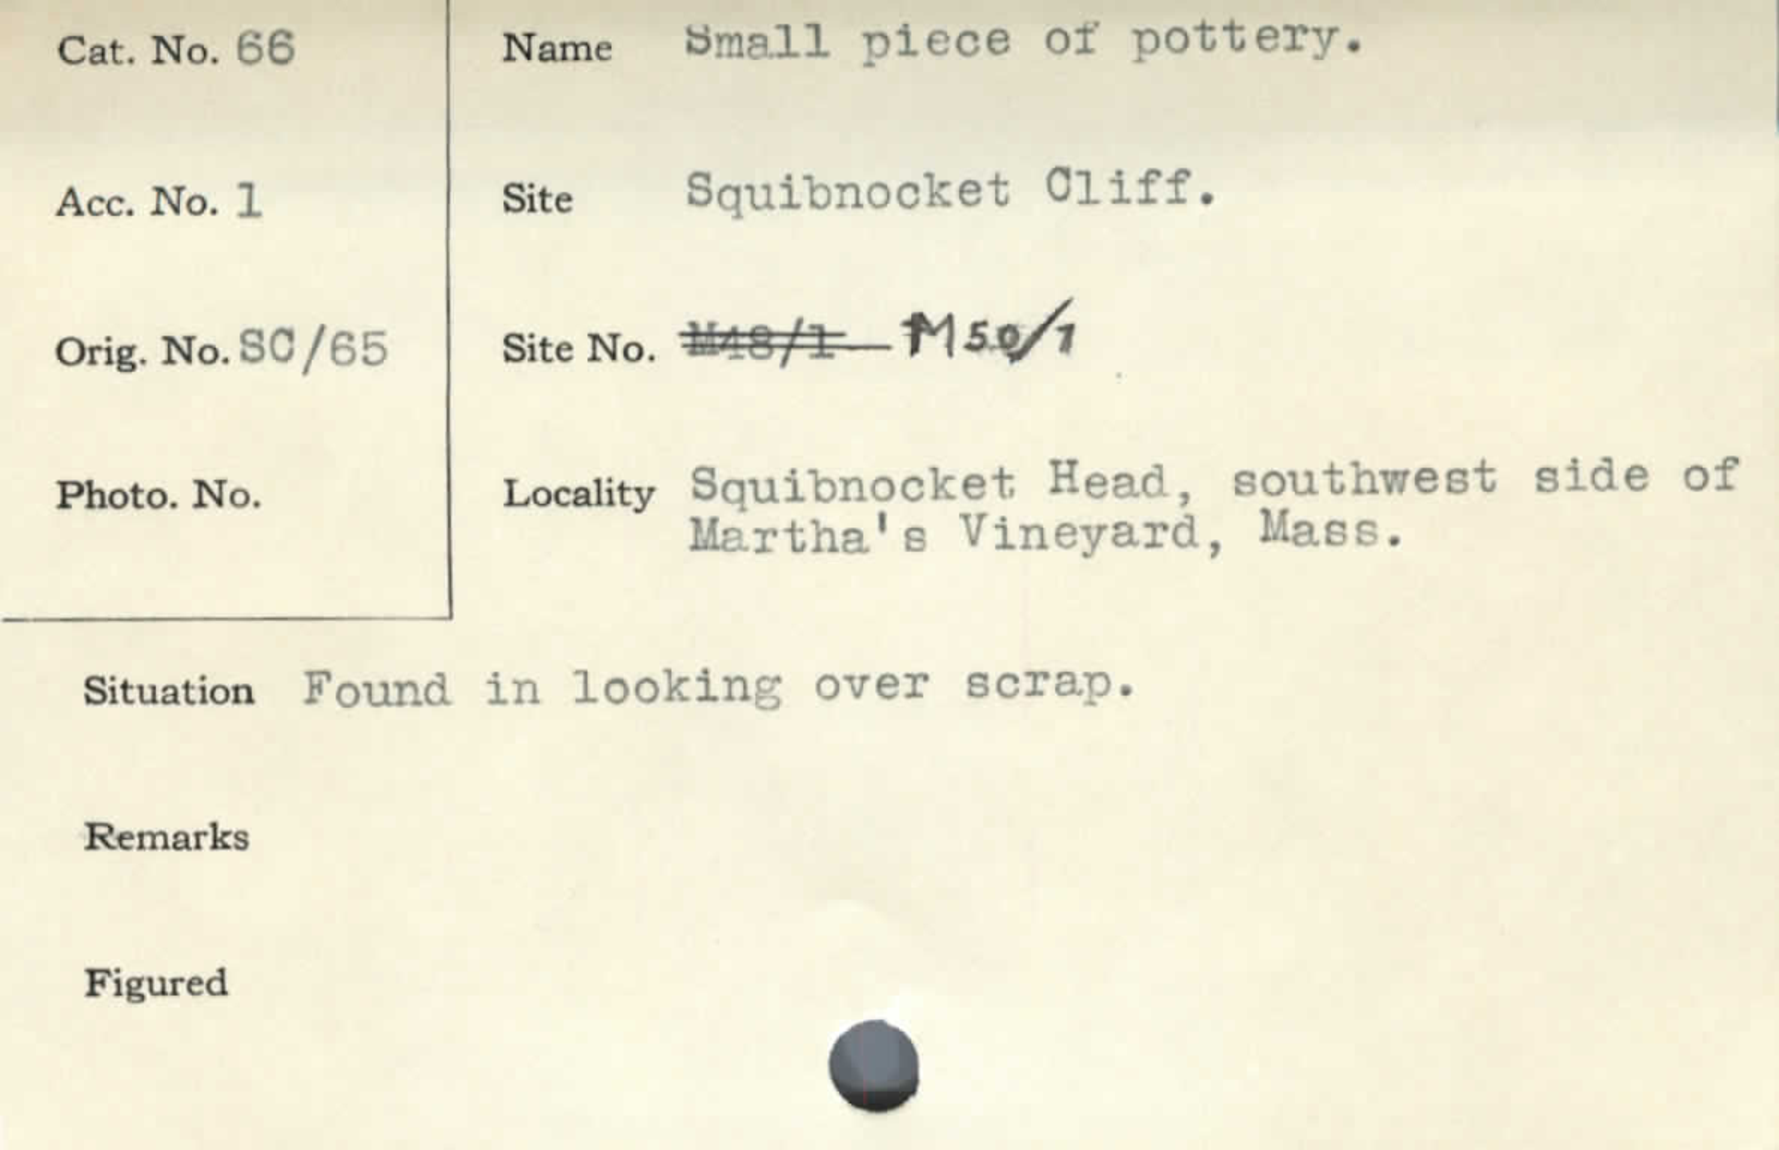 Cat. No. 66
Name Small piece of pottery.
Acc. No. 1
Site Squibnocket Cliff.
Orig. No. SC/65
Site No. M48/1 M50/1
Photo. No.
Locality Squibnocket Head, southwest side of
Martha's Vineyard, Mass.
Situation Found in looking over scrap.
Remarks
Figured